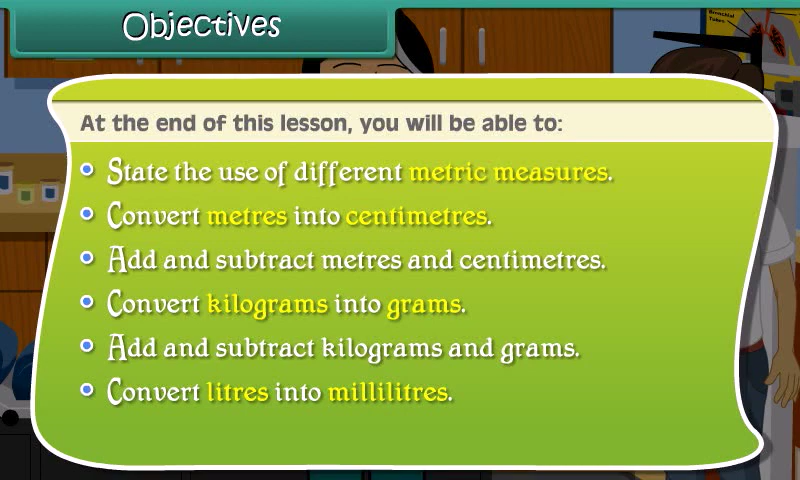 Objectives
Bronchial
Tubes
At the end of this lesson, you will be able to:
State the use of different metric measures.
Convert metres into centimetres.
Add and subtract metres and centimetres.
Convert kilograms into grams.
Add and subtract kilograms and grams.
Convert litres into millilitres.